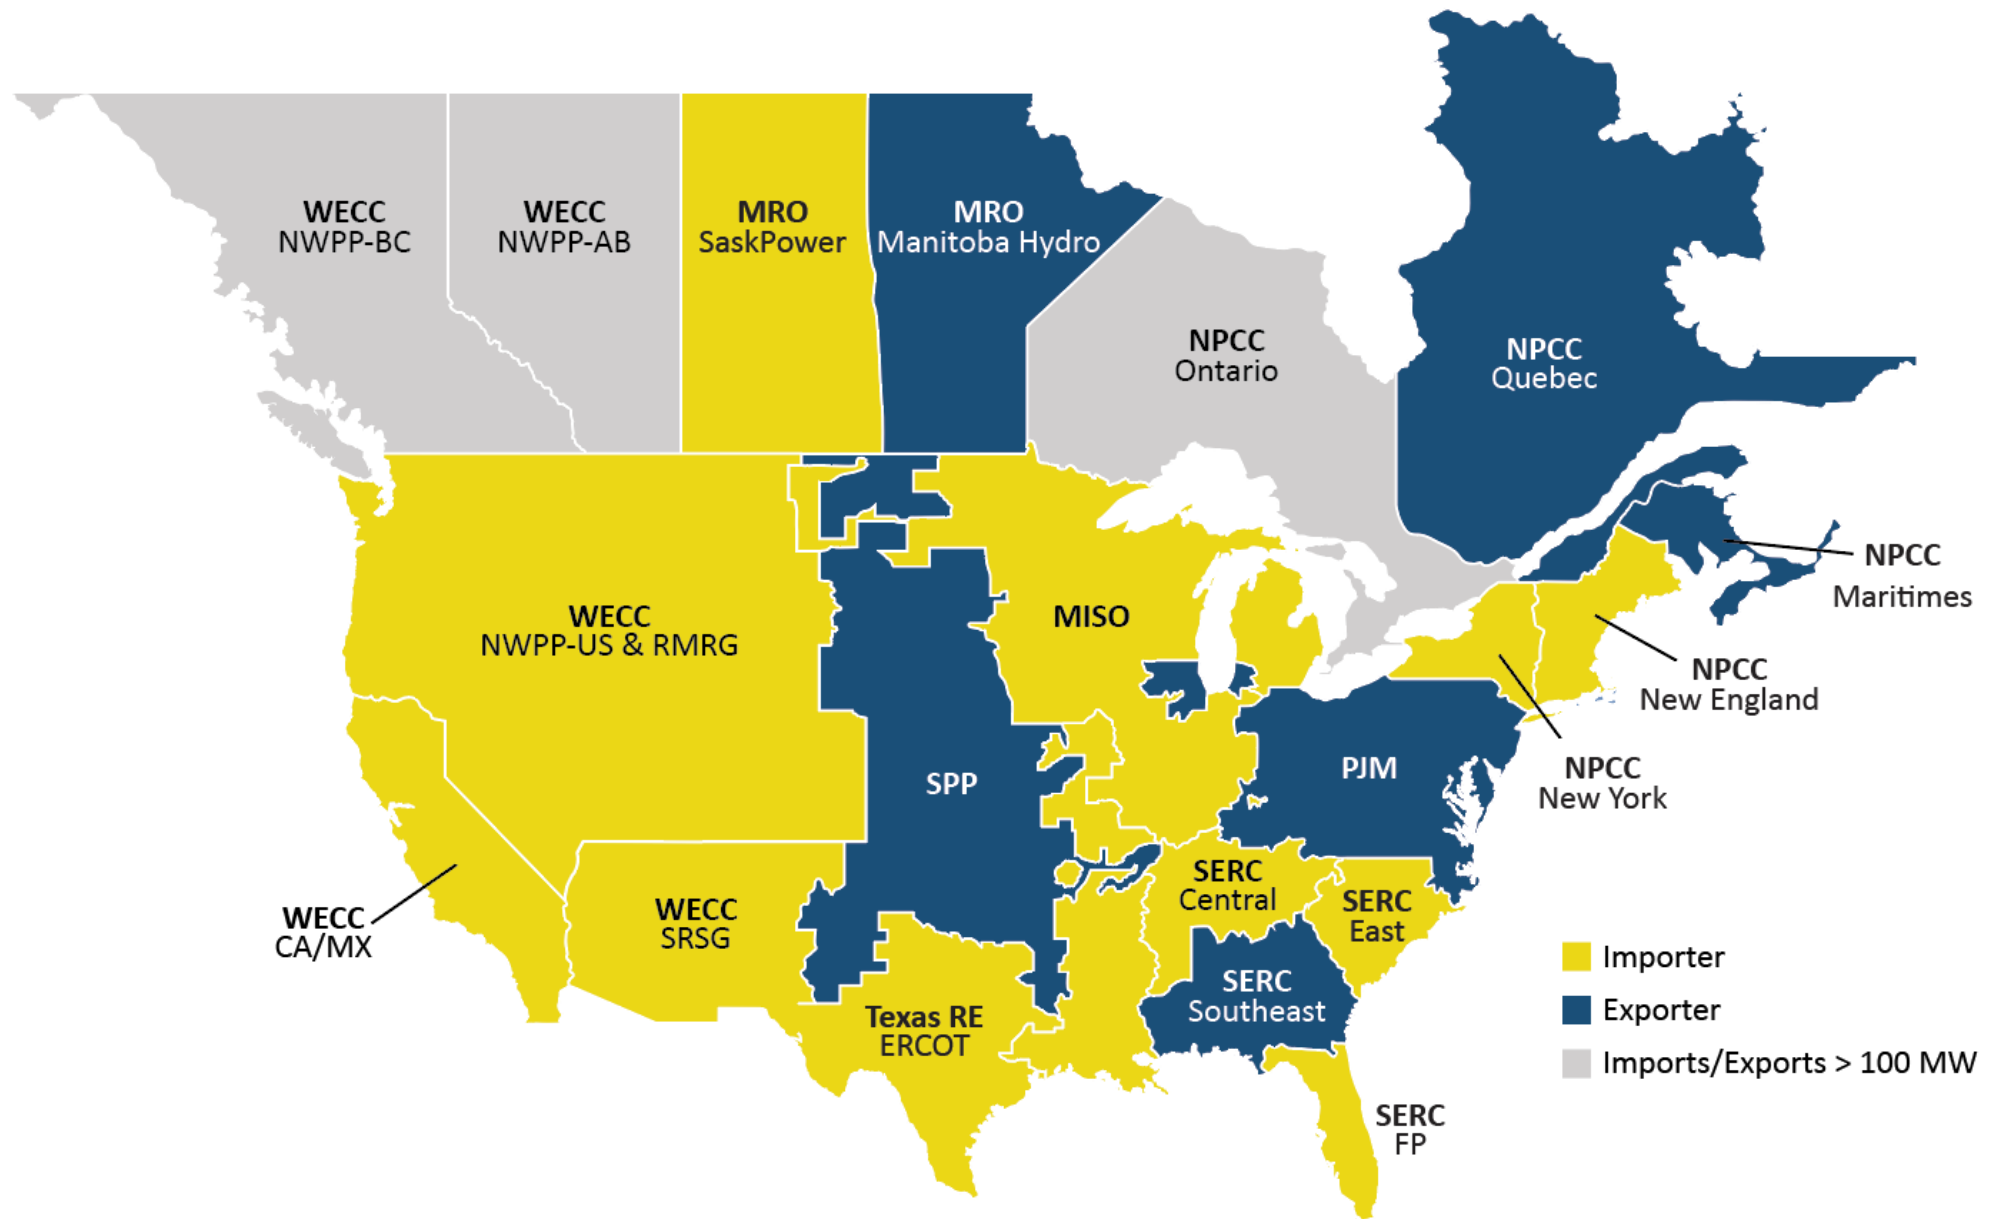 WECC
NWPP-BC
WECC
NWPP-AB
MRO
SaskPower
MRO
Manitoba Hydro
NPCC
Ontario
NPCC
Quebec
NPCC
Maritimes
WECC
NWPP-US & RMRG
MISO
NPCC
New England
SPP
PJM
NPCC
New York
WECC
CA/MX
WECC
SRSG
SERC
Central
SERC
East
SERC
Southeast
Texas RE
ERCOT
SERC
FP
Importer
Exporter
Imports/Exports > 100 MW